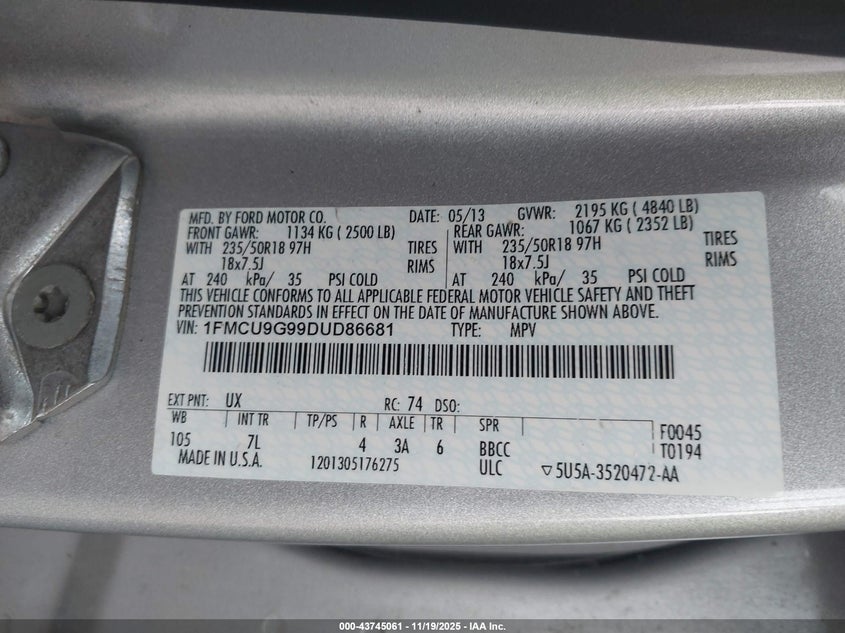 MFD. BY FORD MOTOR CO. DATE: 05/13 GVWR: 2195 KG ( 4840 LB)
FRONT GAWR: 1134 KG ( 2500 LB) REAR GAWR: 1067 KG ( 2352 LB)
WITH 235/50R18 97H TIRES WITH 235/50R18 97H TIRES
18x7.5J RIMS 18x7.5J RIMS
AT 240 kPa/ 35 PSI COLD AT 240 kPa/ 35 PSI COLD
THIS VEHICLE CONFORMS TO ALL APPLICABLE FEDERAL MOTOR VEHICLE SAFETY AND THEFT
PREVENTION STANDARDS IN EFFECT ON THE DATE OF MANUFACTURE SHOWN ABOVE.
VIN: 1FMCU9G99DUD86681 TYPE: MPV
EXT PNT: UX RC: 74 DSO:
WB INT TR TP/PS R AXLE TR SPR F0045
105 7L 4 3A 6 BBCC T0194
MADE IN U.S.A. 1201305176275 ULC ▽5U5A-3520472-AA
000-43745061 - 11/19/2025 - IAA Inc.